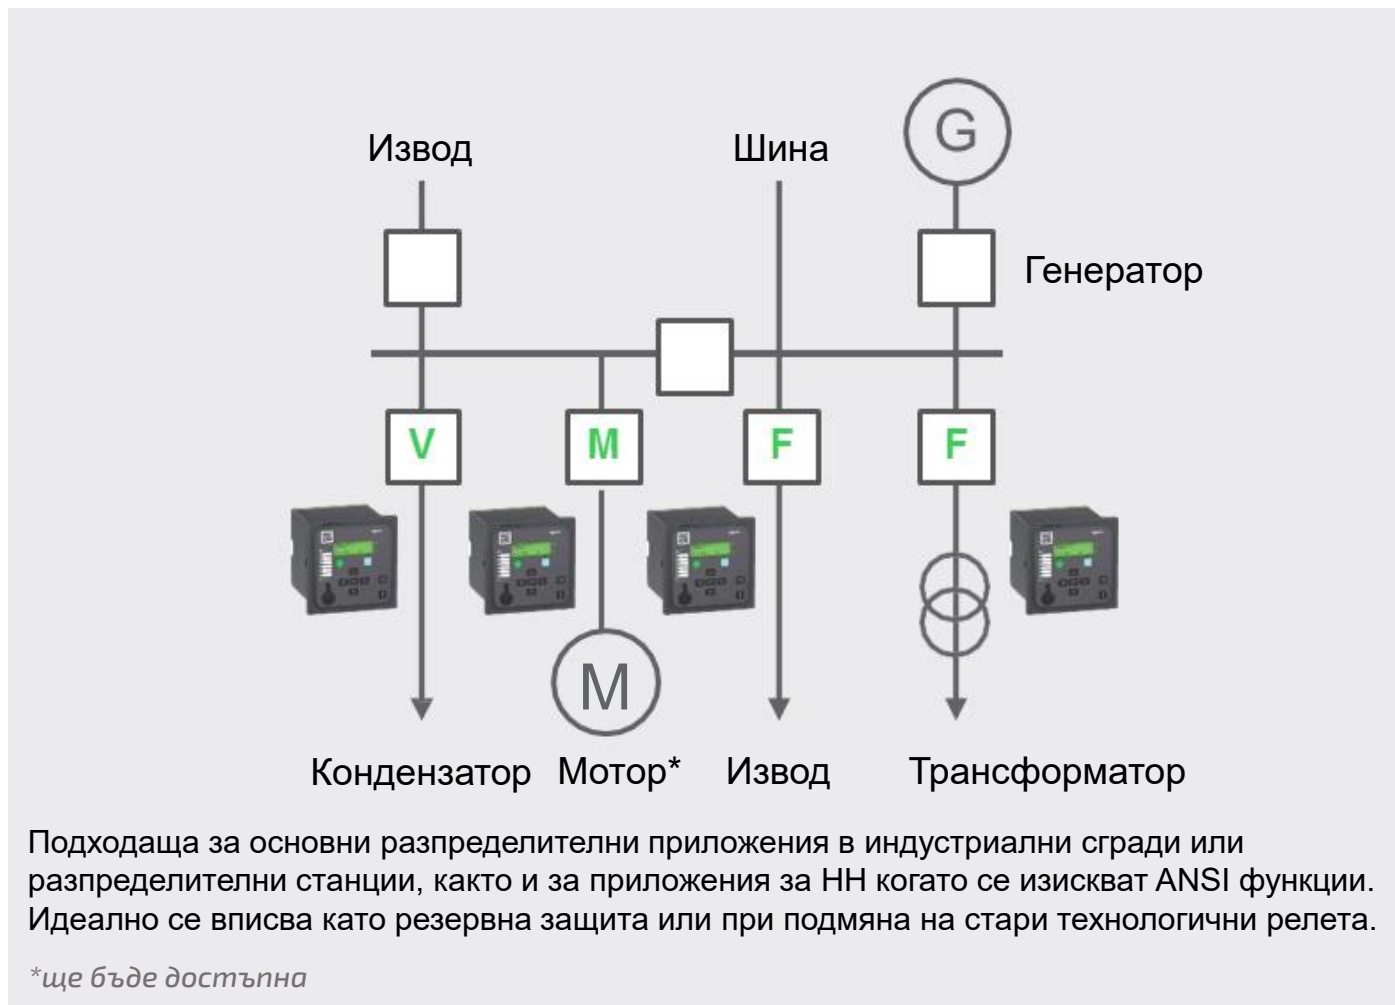 G
Извод
Шина
Генератор
V
M
F
F
M
Кондензатор
Мотор*
Извод
Трансформатор
Подходаща за основни разпределителни приложения в индустриални сгради или
разпределителни станции, както и за приложения за НН когато се изискват ANSI функции.
Идеално се вписва като резервна защита или при подмяна на стари технологични релета.
*ще бъде достъпна